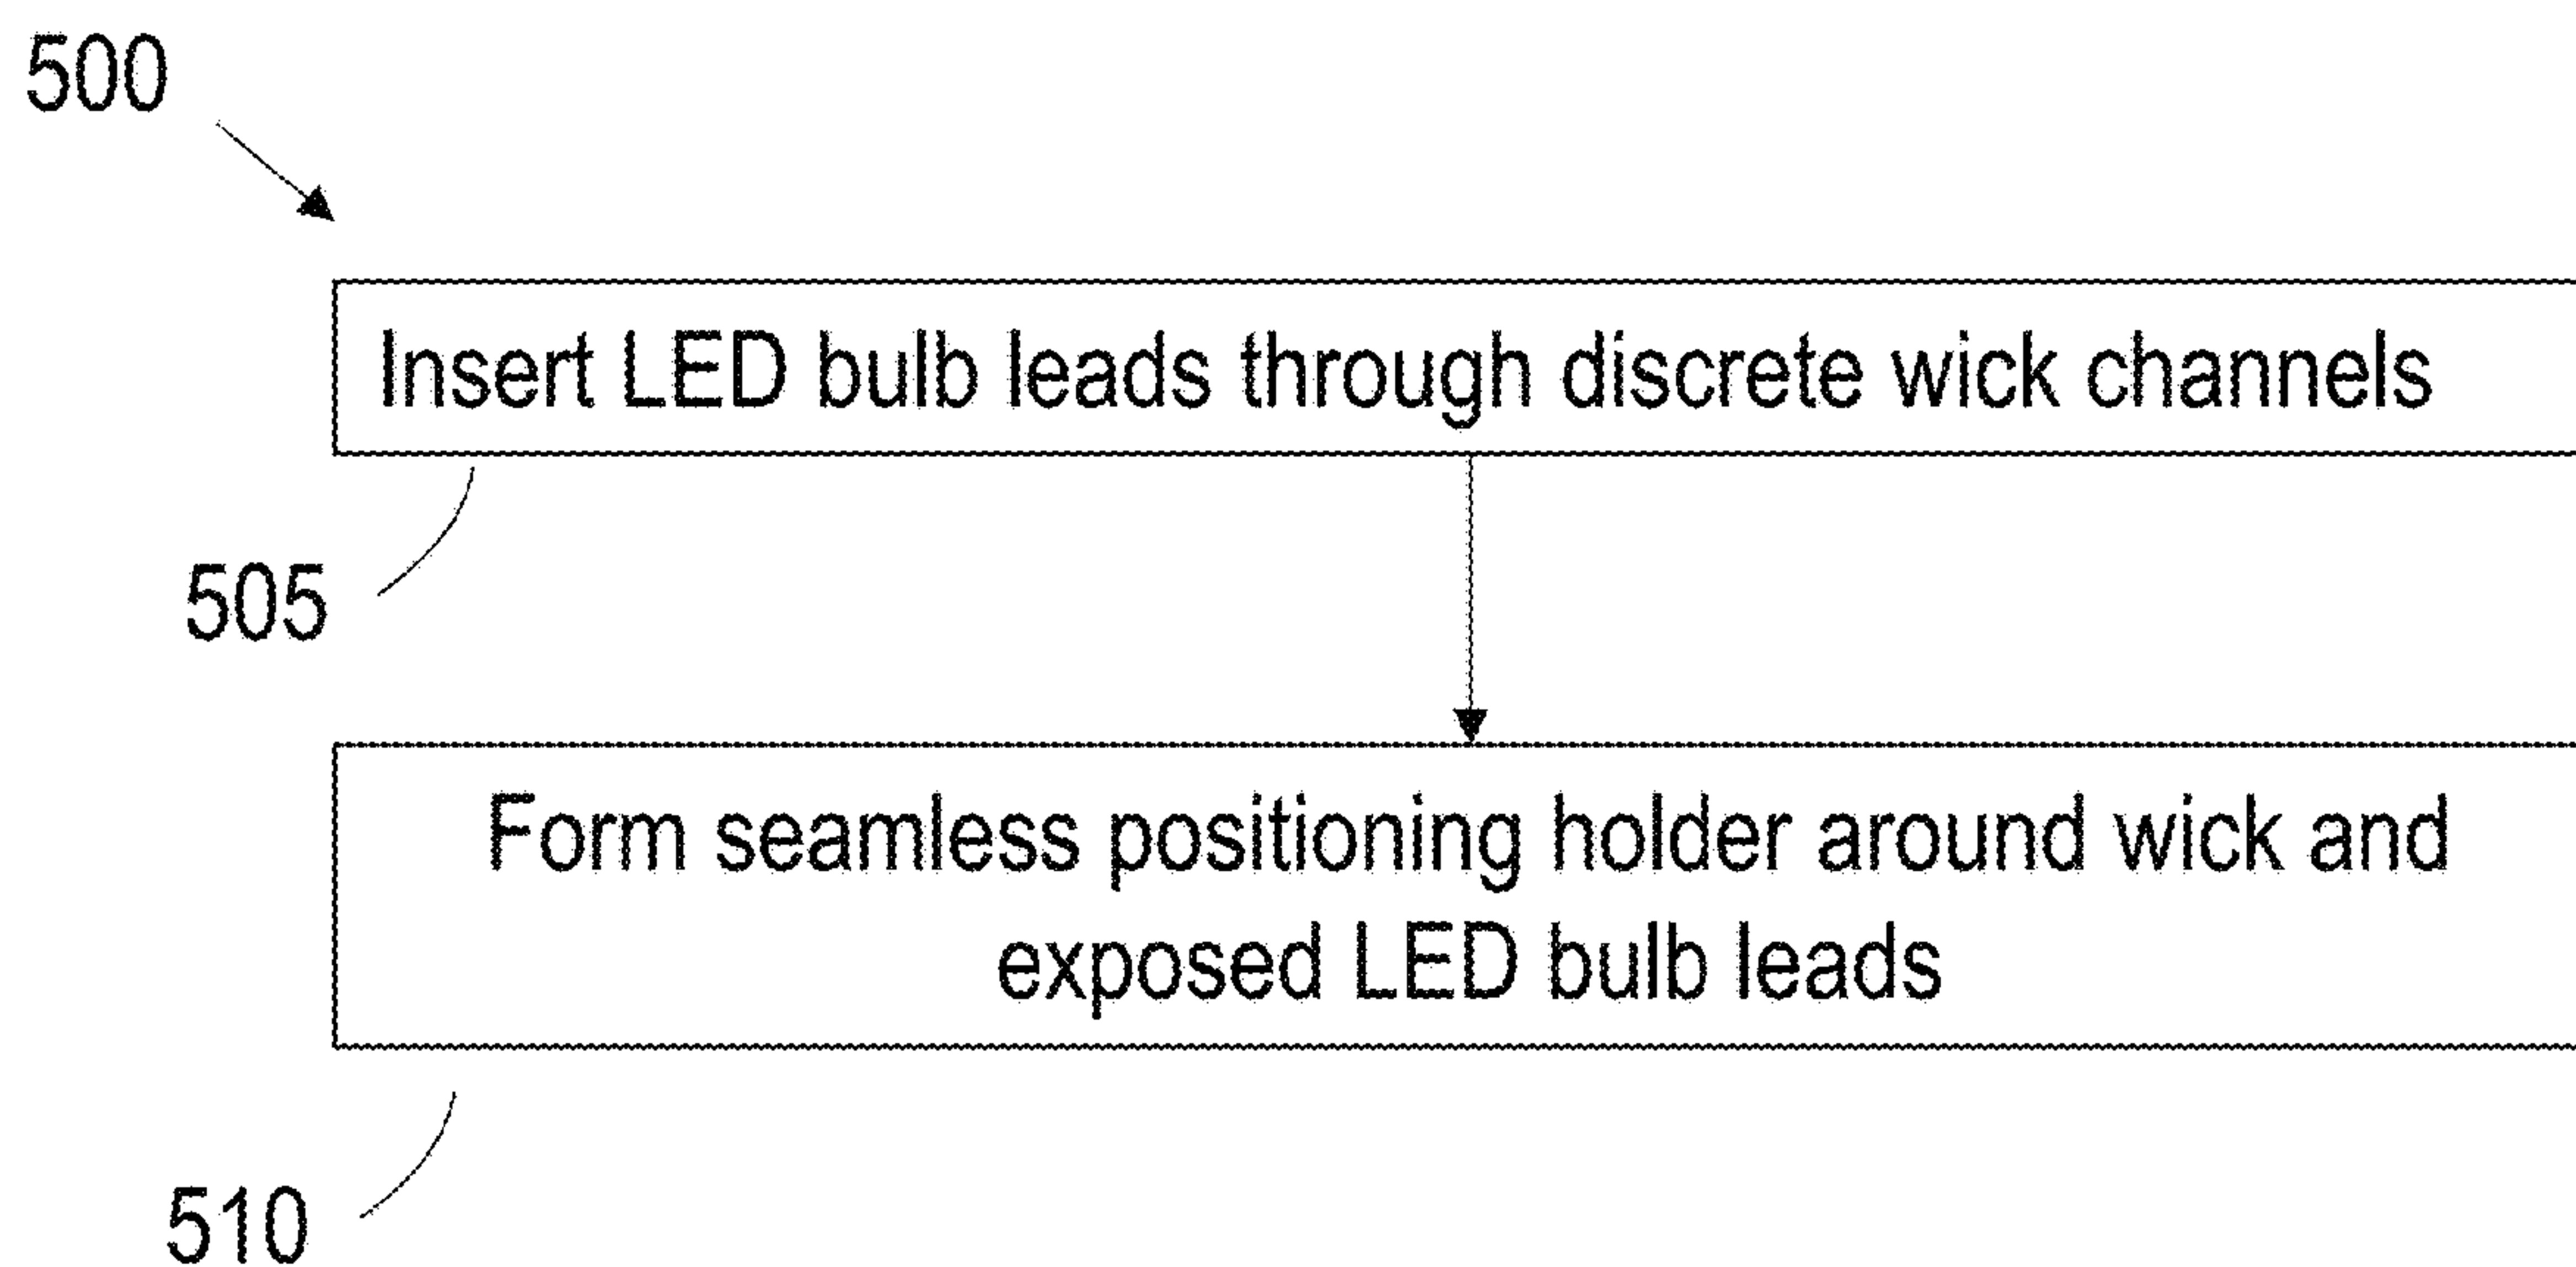 500
Insert LED bulb leads through discrete wick channels
505
Form seamless positioning holder around wick and
exposed LED bulb leads
510